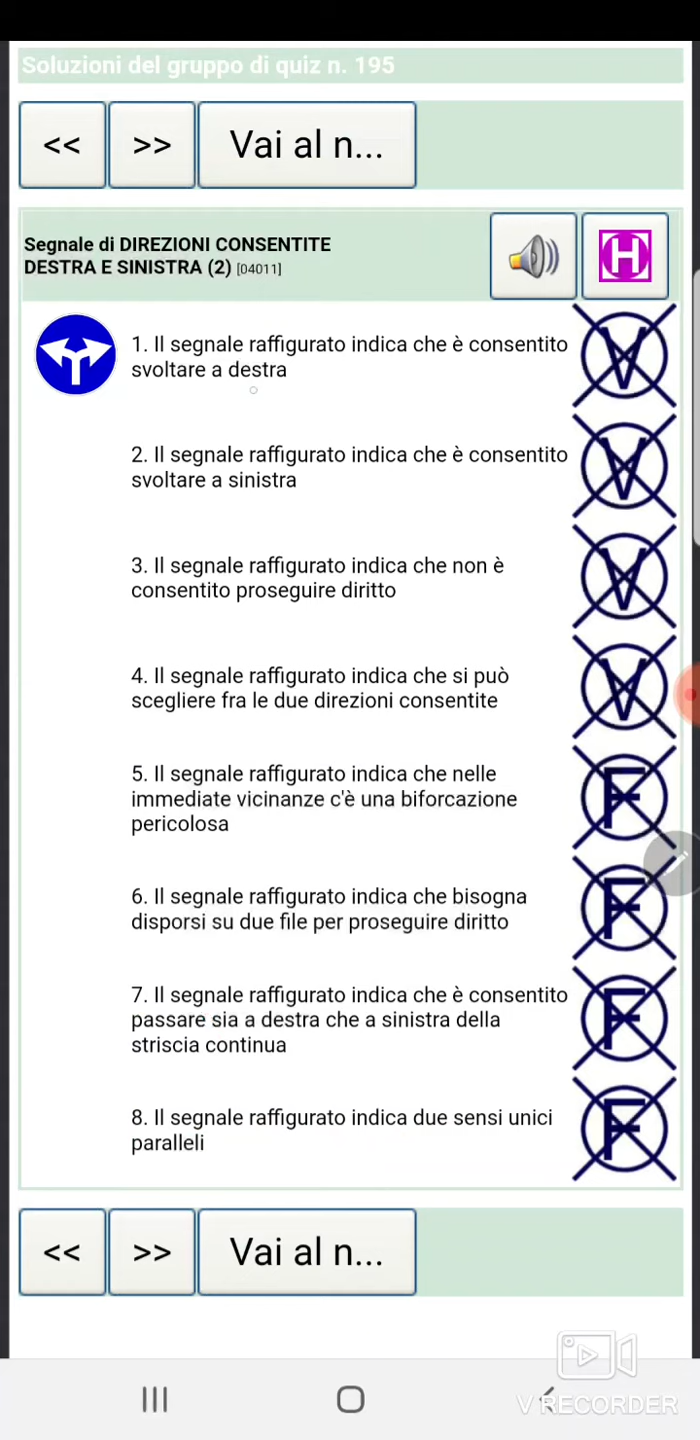 Soluzioni del gruppo di quiz n. 195
<< >> Vai al n...
Segnale di DIREZIONI CONSENTITE
DESTRA E SINISTRA (2) [04011]
H
1. Il segnale raffigurato indica che è consentito
svoltare a destra
V
2. Il segnale raffigurato indica che è consentito
svoltare a sinistra
V
3. Il segnale raffigurato indica che non è
consentito proseguire diritto
V
4. Il segnale raffigurato indica che si può
scegliere fra le due direzioni consentite
V
5. Il segnale raffigurato indica che nelle
immediate vicinanze c'è una biforcazione
pericolosa
F
6. Il segnale raffigurato indica che bisogna
disporsi su due file per proseguire diritto
F
7. Il segnale raffigurato indica che è consentito
passare sia a destra che a sinistra della
striscia continua
F
8. Il segnale raffigurato indica due sensi unici
paralleli
F
<< >> Vai al n...
V RECORDER